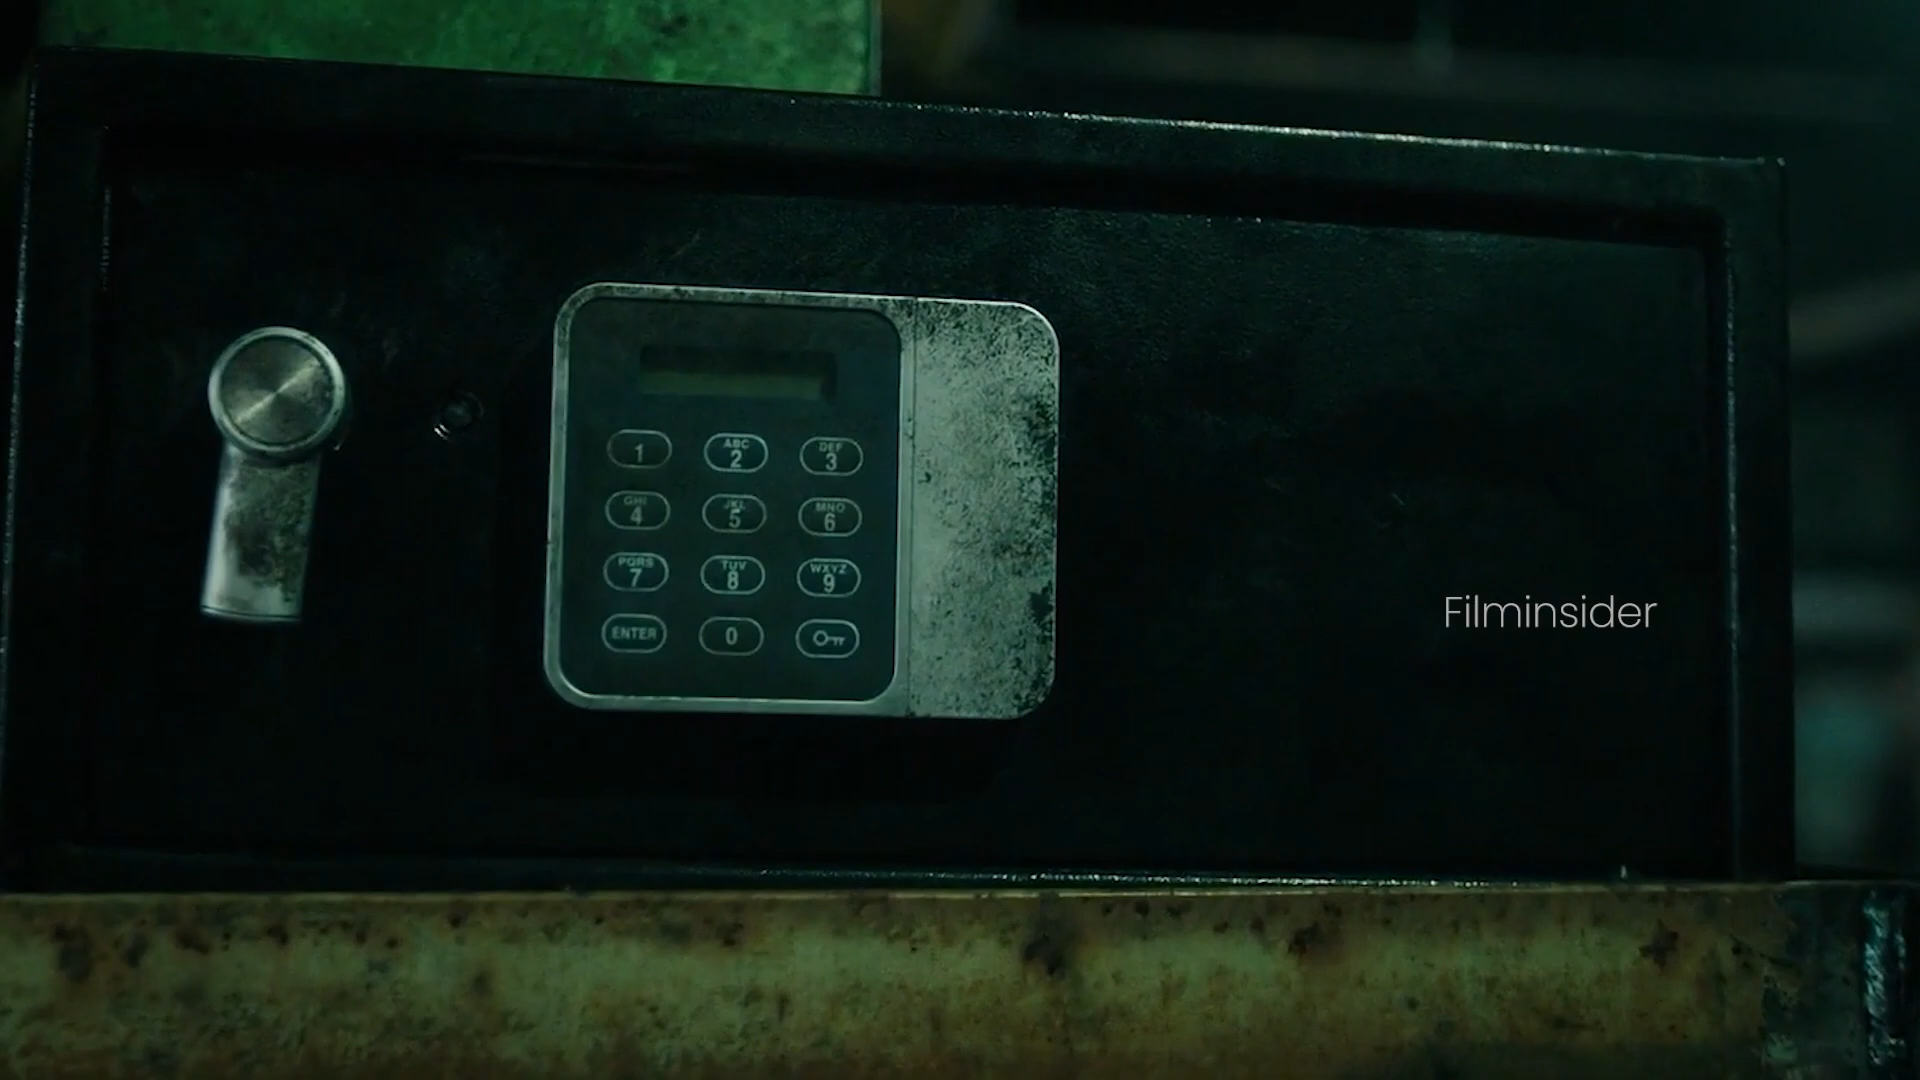 1 ABC 2 DEF 3
GHI 4 JKL 5 MNO 6
PQRS 7 TUV 8 WXYZ 9
ENTER 0
Filminsider